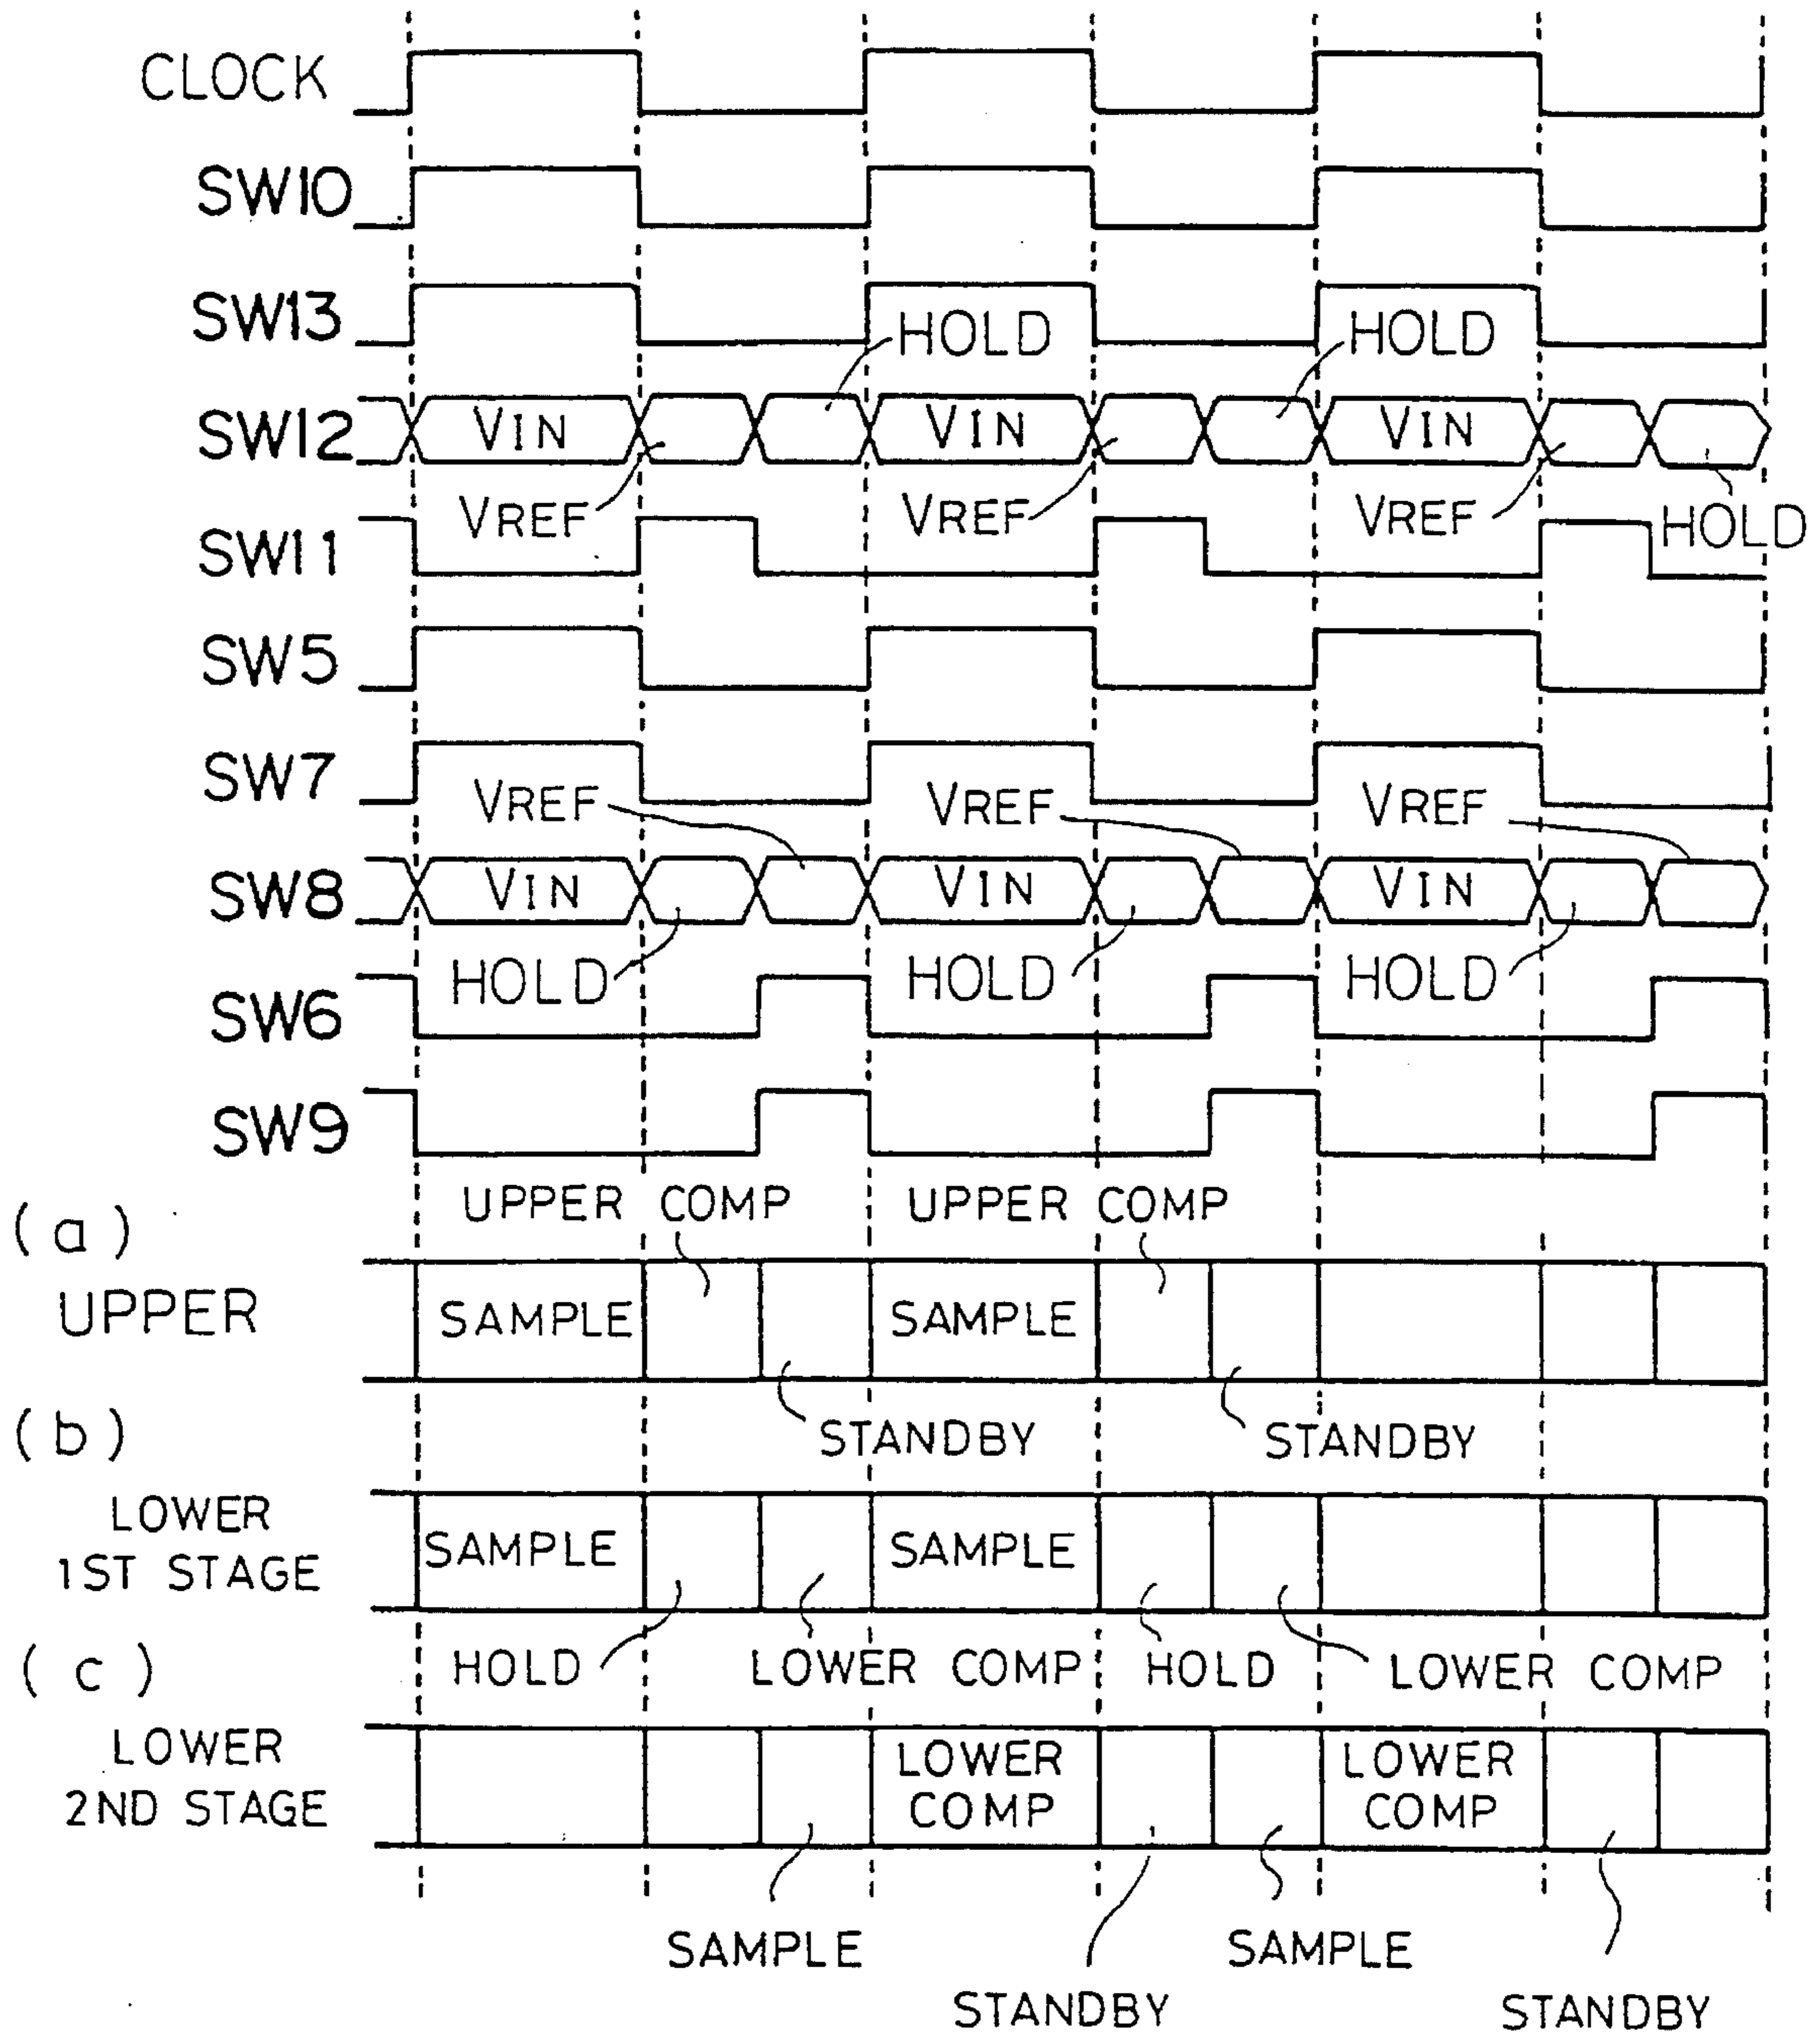 CLOCK
SW10
SW13
HOLD HOLD
SW12 VIN VIN VIN
VREF VREF VREF HOLD
SW11
SW5
SW7
VREF VREF VREF
SW8 VIN VIN VIN
HOLD HOLD HOLD
SW6
SW9
UPPER COMP UPPER COMP
(a)
UPPER SAMPLE SAMPLE
STANDBY STANDBY
(b)
LOWER
1ST STAGE
SAMPLE SAMPLE
HOLD LOWER COMP HOLD LOWER COMP
(c)
LOWER
2ND STAGE
LOWER
COMP
LOWER
COMP
SAMPLE SAMPLE
STANDBY STANDBY